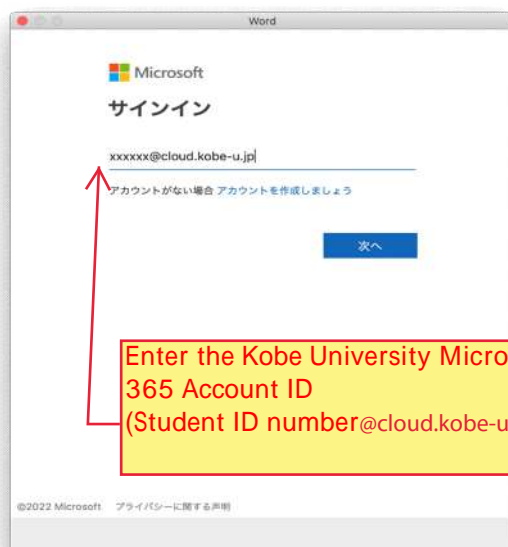 Word
Microsoft
サインイン
xxxxxx@cloud.kobe-u.jp
アカウントがない場合 アカウントを作成しましょう
次へ
Enter the Kobe University Micro
365 Account ID
(Student ID number@cloud.kobe-u
©2022 Microsoft プライバシーに関する声明